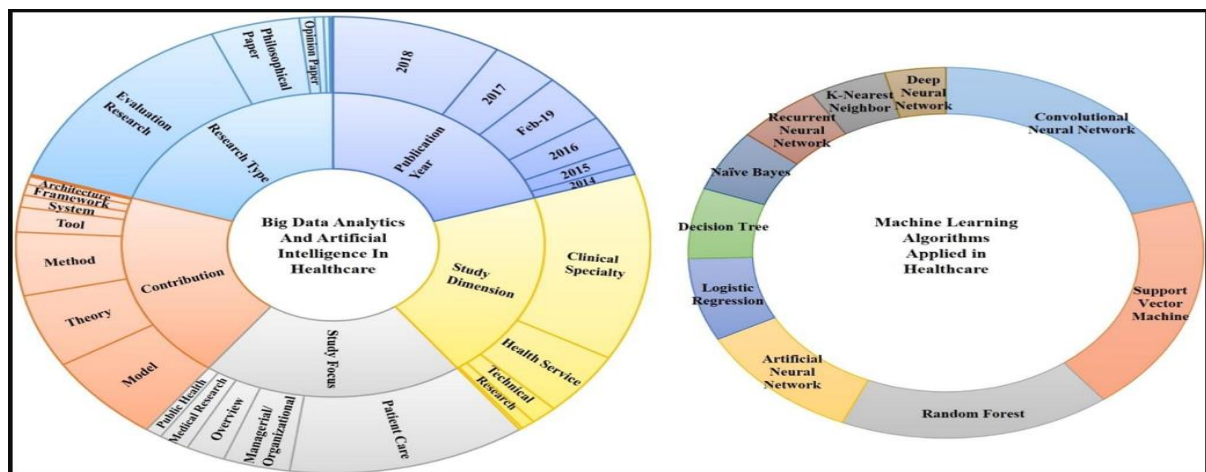 Big Data Analytics
And Artificial
Intelligence In
Healthcare
Publication
Year
2018
2017
Feb-19
2016
2015
2014
Study
Dimension
Clinical
Specialty
Health Service
Technical
Research
Study Focus
Patient Care
Managerial/
Organizational
Overview
Medical Research
Public Health
Contribution
Model
Theory
Method
Tool
System
Framework
Architecture
Research Type
Evaluation
Research
Philosophical
Paper
Opinion Paper
Machine Learning
Algorithms
Applied in
Healthcare
Convolutional
Neural Network
Support
Vector
Machine
Random Forest
Artificial
Neural
Network
Logistic
Regression
Decision Tree
Naïve Bayes
Recurrent
Neural
Network
K-Nearest
Neighbor
Deep
Neural
Network